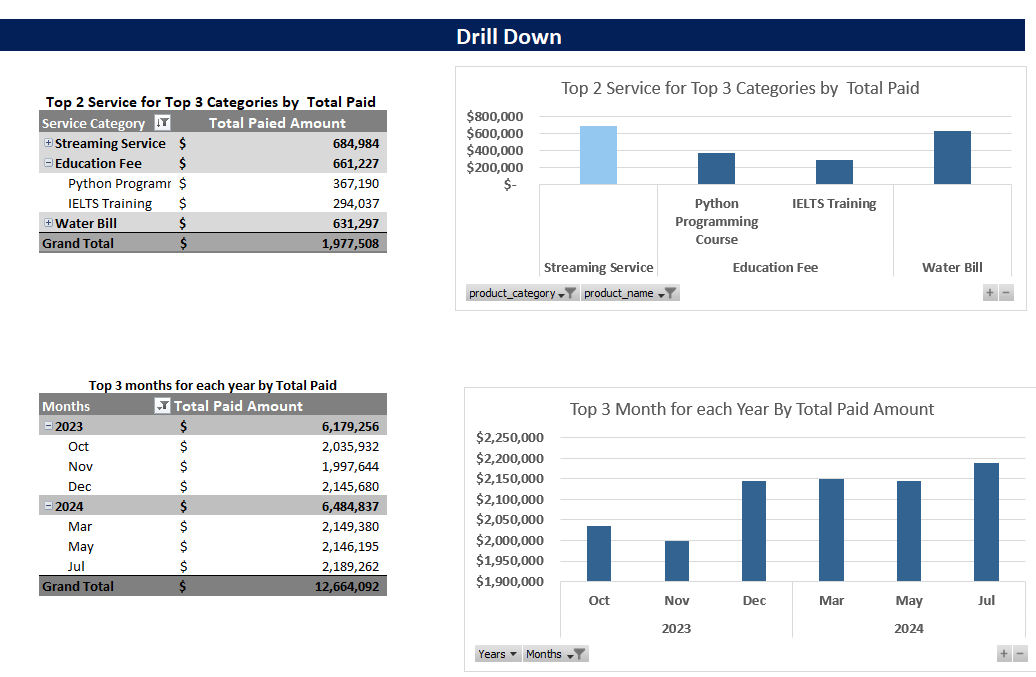 Drill Down
Top 2 Service for Top 3 Categories by  Total Paid
Service Category Total Paied Amount
Streaming Service $ 684,984
Education Fee $ 661,227
Python Programr $ 367,190
IELTS Training $ 294,037
Water Bill $ 631,297
Grand Total $ 1,977,508
Top 2 Service for Top 3 Categories by  Total Paid
$800,000
$600,000
$400,000
$200,000
$-
Python Programming Course
IELTS Training
Streaming Service Education Fee Water Bill
product_category product_name + −
Top 3 months for each year by Total Paid
Months Total Paid Amount
2023 $ 6,179,256
Oct $ 2,035,932
Nov $ 1,997,644
Dec $ 2,145,680
2024 $ 6,484,837
Mar $ 2,149,380
May $ 2,146,195
Jul $ 2,189,262
Grand Total $ 12,664,092
Top 3 Month for each Year By Total Paid Amount
$2,250,000
$2,200,000
$2,150,000
$2,100,000
$2,050,000
$2,000,000
$1,950,000
$1,900,000
Oct Nov Dec Mar May Jul
2023 2024
Years Months + −